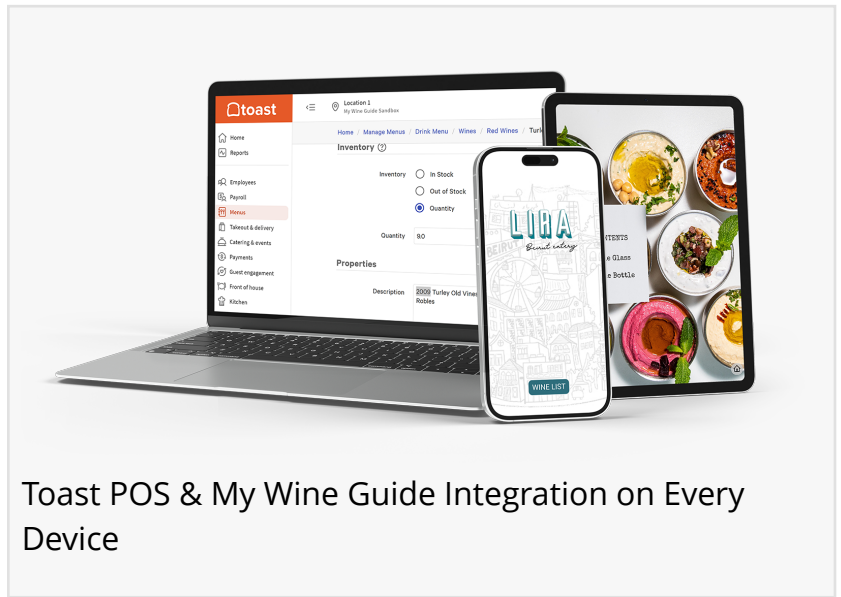 toast
Location 1
My Wine Guide Sandbox
Home / Manage Menus / Drink Menu / Wines / Red Wines /
Home
Reports
Employees
Payroll
Menus
Takeout & delivery
Catering & events
Payments
Guest engagement
Front of house
Kitchen
Inventory
Inventory
In Stock
Out of Stock
Quantity
Quantity
Properties
Description
2009 Turley Old
Robles
LIRA
Beirut eatery
WINE LIST
Glass
Bottle
Toast POS & My Wine Guide Integration on Every
Device